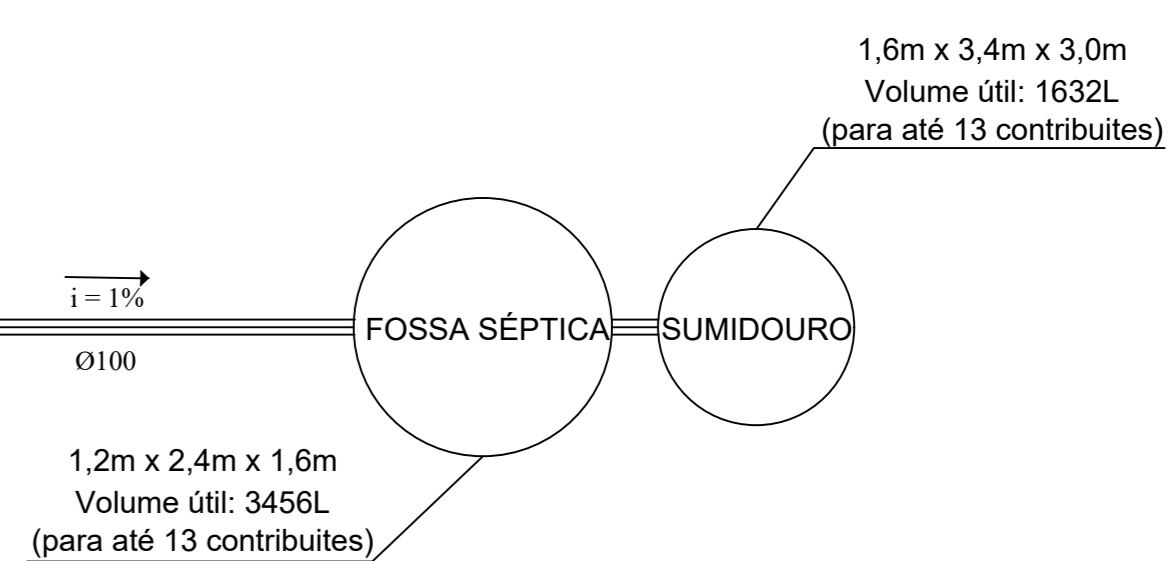 1,6m x 3,4m x 3,0m
Volume útil: 1632L
(para até 13 contribuites)
i = 1%
FOSSA SÉPTICA
SUMIDOURO
Ø100
1,2m x 2,4m x 1,6m
Volume útil: 3456L
(para até 13 contribuites)